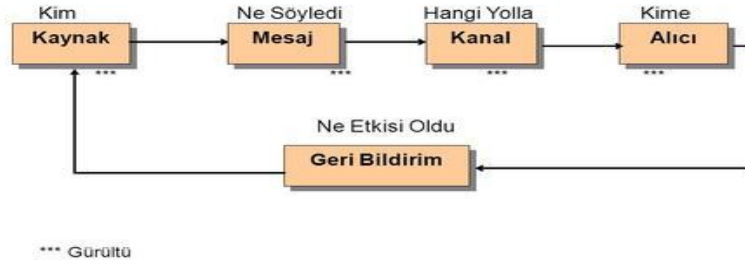 Kim Ne Söyledi Hangi Yolla Kime
Kaynak Mesaj Kanal Alıcı
*** *** *** ***
Ne Etkisi Oldu
Geri Bildirim
*** Gürültü